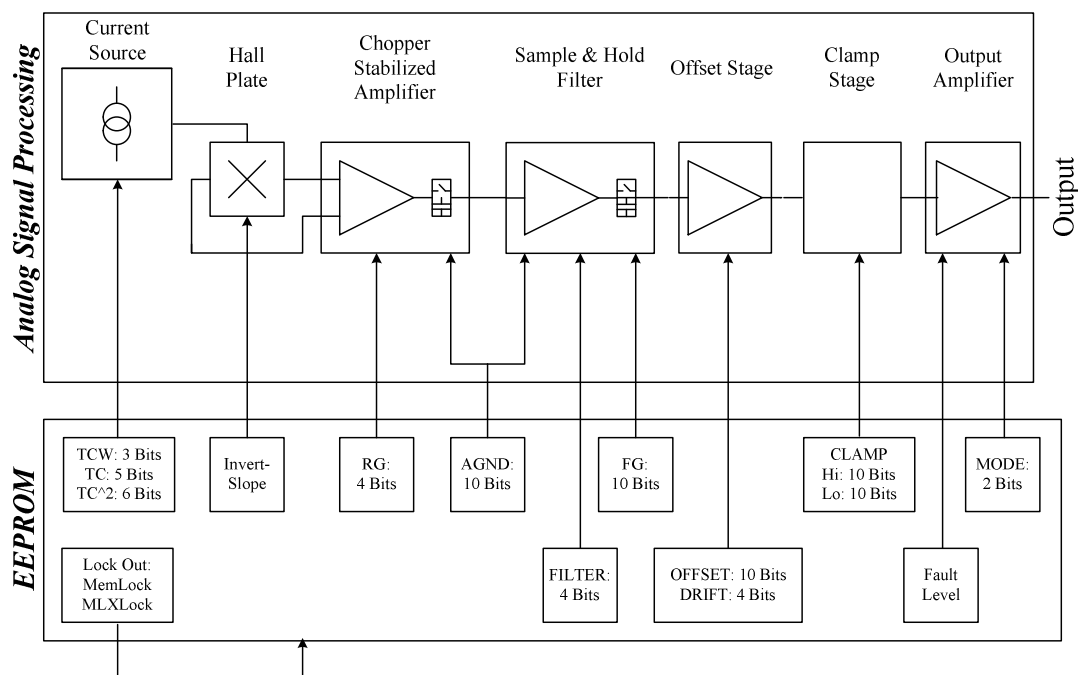 Analog Signal Processing
Current
Source
Hall
Plate
Chopper
Stabilized
Amplifier
Sample & Hold
Filter
Offset Stage
Clamp
Stage
Output
Amplifier
Output
EEPROM
TCW: 3 Bits
TC: 5 Bits
TC^2: 6 Bits
Invert-
Slope
RG:
4 Bits
AGND:
10 Bits
FG:
10 Bits
CLAMP
Hi: 10 Bits
Lo: 10 Bits
MODE:
2 Bits
Lock Out:
MemLock
MLXLock
FILTER:
4 Bits
OFFSET: 10 Bits
DRIFT: 4 Bits
Fault
Level